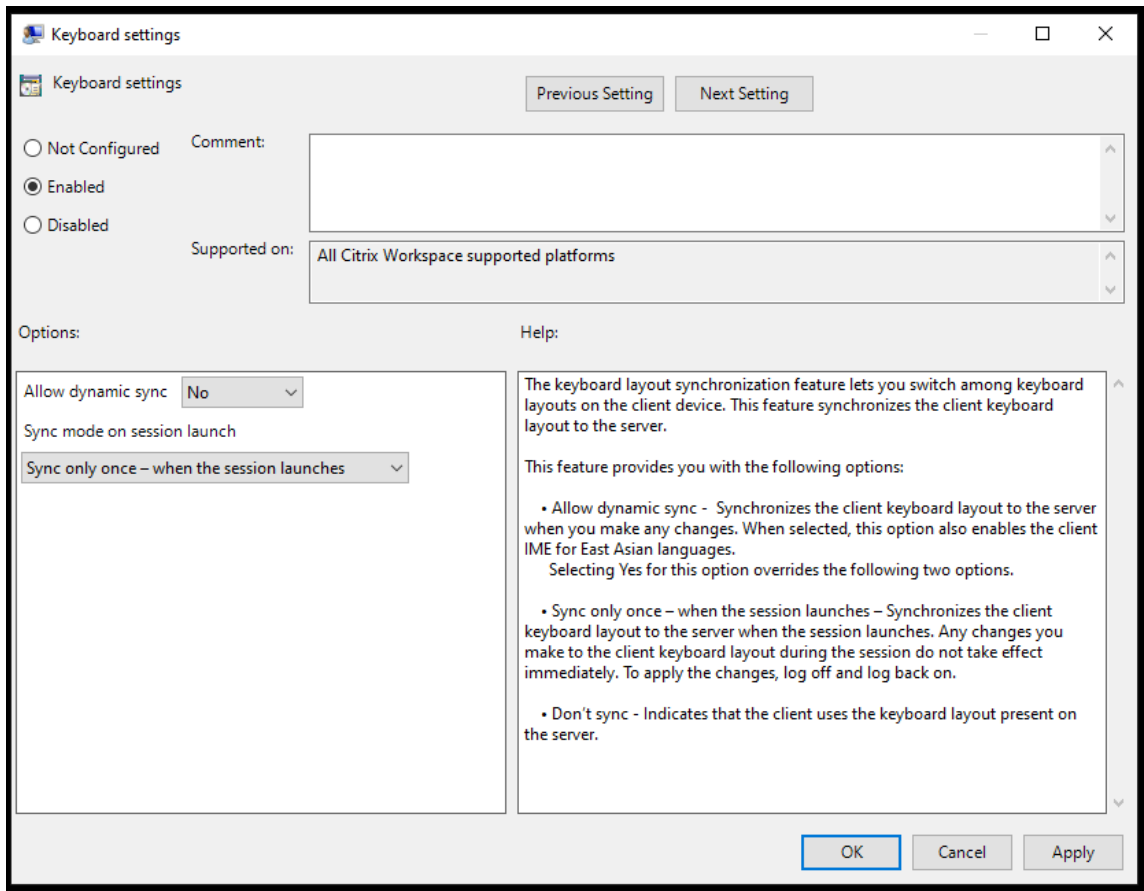 Keyboard settings
Keyboard settings
Previous Setting
Next Setting
Not Configured
Enabled
Disabled
Comment:
Supported on:
All Citrix Workspace supported platforms
Options:
Help:
Allow dynamic sync
No
Sync mode on session launch
Sync only once – when the session launches
The keyboard layout synchronization feature lets you switch among keyboard
layouts on the client device. This feature synchronizes the client keyboard
layout to the server.
This feature provides you with the following options:
• Allow dynamic sync - Synchronizes the client keyboard layout to the server
when you make any changes. When selected, this option also enables the client
IME for East Asian languages.
Selecting Yes for this option overrides the following two options.
• Sync only once – when the session launches – Synchronizes the client
keyboard layout to the server when the session launches. Any changes you
make to the client keyboard layout during the session do not take effect
immediately. To apply the changes, log off and log back on.
• Don’t sync - Indicates that the client uses the keyboard layout present on
the server.
OK
Cancel
Apply